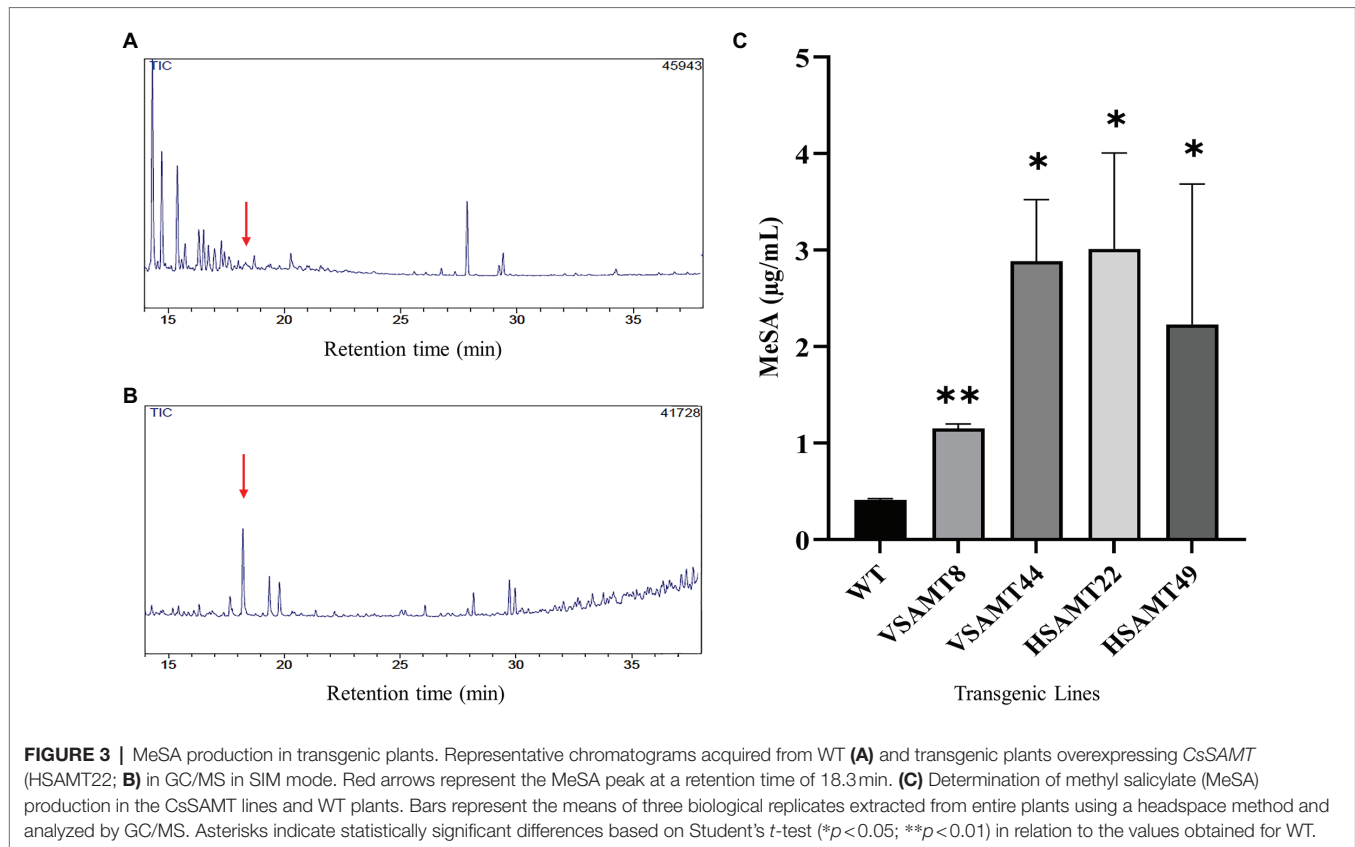 A
TIC
45943
15
20
25
30
35
Retention time (min)
B
TIC
41728
15
20
25
30
35
Retention time (min)
C
5
4
3
2
1
0
MeSA (µg/mL)
**
*
*
*
WT
VSAMT8
VSAMT44
HSAMT22
HSAMT49
Transgenic Lines
FIGURE 3 | MeSA production in transgenic plants. Representative chromatograms acquired from WT (A) and transgenic plants overexpressing CsSAMT
(HSAMT22; B) in GC/MS in SIM mode. Red arrows represent the MeSA peak at a retention time of 18.3 min. (C) Determination of methyl salicylate (MeSA)
production in the CsSAMT lines and WT plants. Bars represent the means of three biological replicates extracted from entire plants using a headspace method and
analyzed by GC/MS. Asterisks indicate statistically significant differences based on Student's t-test (*p < 0.05; **p < 0.01) in relation to the values obtained for WT.